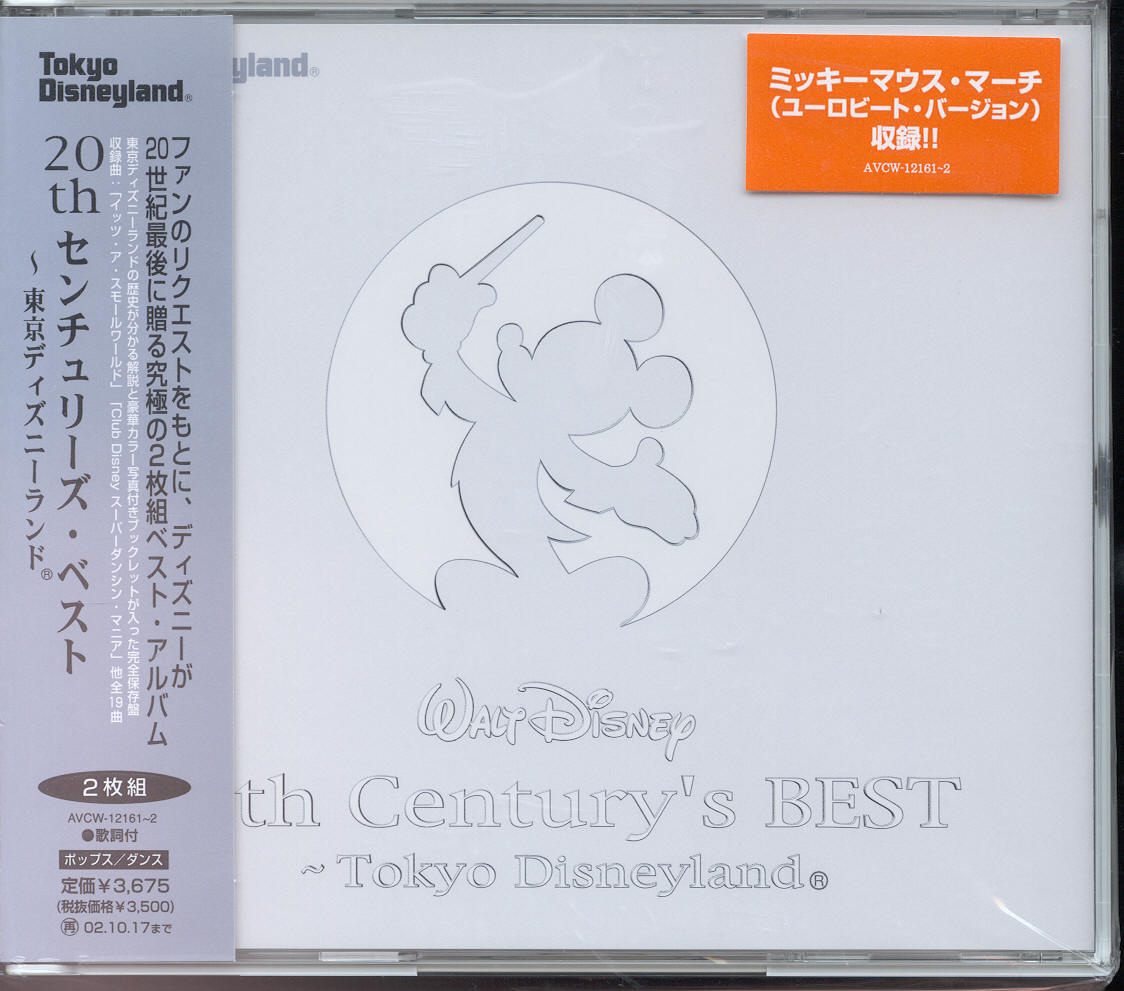 Tokyo
Disneyland®
20th センチュリーズ・ベスト
～東京ディズニーランド®
ファンのリクエストをもとに、ディズニーが
20世紀最後に贈る究極の2枚組ベスト・アルバム
東京ディズニーランドの歴史が分かる解説と豪華カラー写真付きブックレットが入った完全保存盤
収録曲：「イッツ・ア・スモールワールド」「Club Disney スーパーダンシン・マニア」他全19曲
2枚組
AVCW-12161~2
●歌詞付
ポップス／ダンス
定価￥3,675
(税抜価格￥3,500)
再 02.10.17まで
yland®
ミッキーマウス・マーチ
(ユーロビート・バージョン)
収録!!
AVCW-12161~2
WALT DISNEY
th Century's BEST
~Tokyo Disneyland®